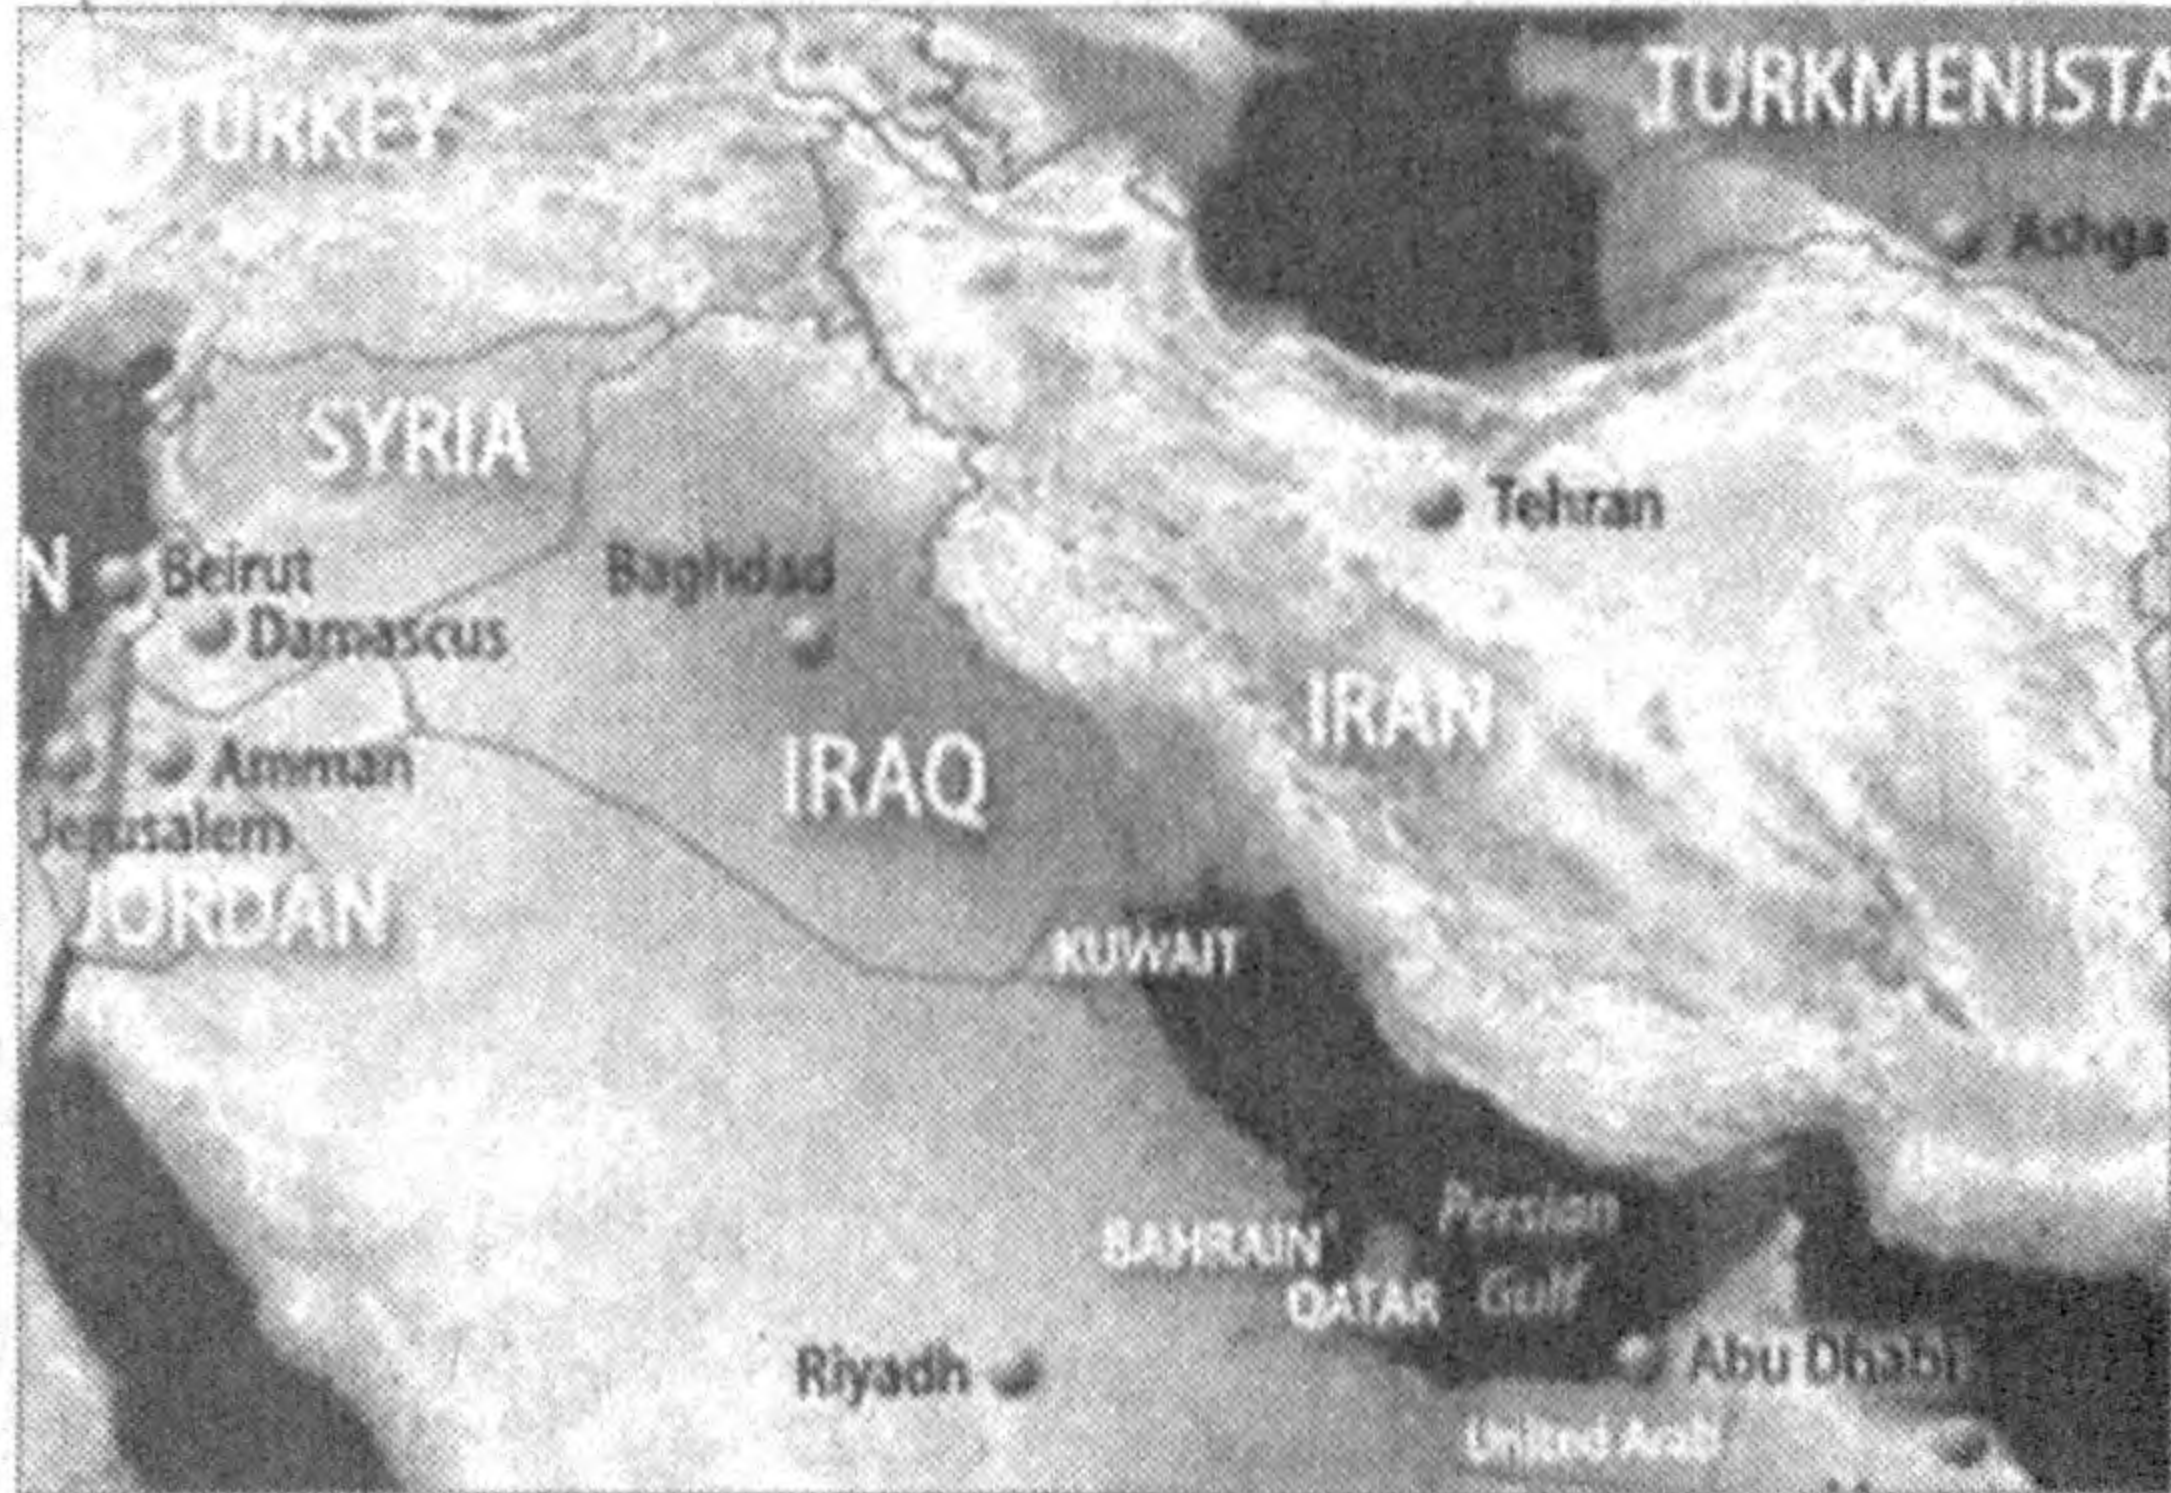 TURKEY
TURKMENISTA
Ashga
SYRIA
Tehran
N
Beirut
Baghdad
Damascus
IRAN
Amman
IRAQ
Jerusalem
JORDAN
KUWAIT
Persian
Gulf
BAHRAIN
QATAR
Riyadh
Abu Dhabi
United Arab